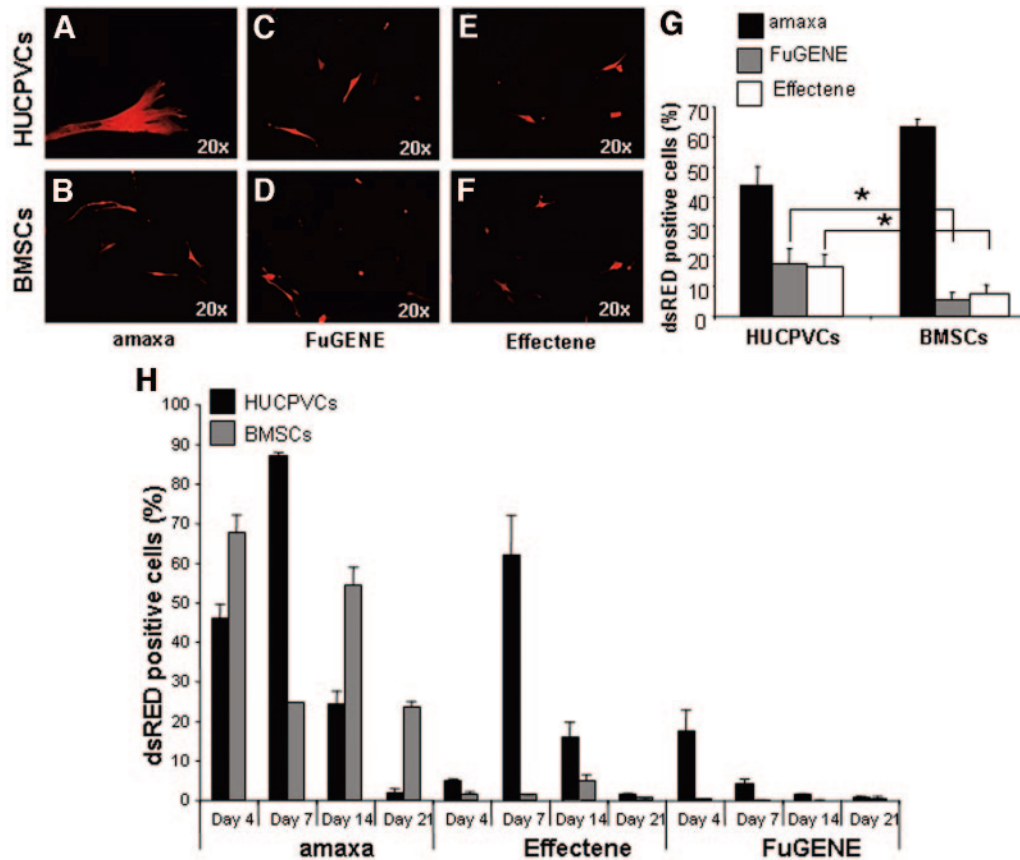 HUCPVCs
BMSCs
A
20x
C
20x
E
20x
B
20x
D
20x
F
20x
amaxa
FuGENE
Effectene
G
amaxa
FuGENE
Effectene
dsRED positive cells (%)
70
60
50
40
30
20
10
0
*
*
HUCPVCs
BMSCs
H
HUCPVCs
BMSCs
dsRED positive cells (%)
100
90
80
70
60
50
40
30
20
10
0
Day 4 Day 7 Day 14 Day 21 Day 4 Day 7 Day 14 Day 21 Day 4 Day 7 Day 14 Day 21
amaxa Effectene FuGENE